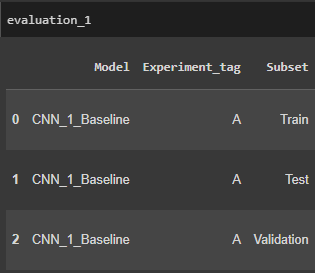 evaluation_1
Model Experiment_tag Subset
0 CNN_1_Baseline A Train
1 CNN_1_Baseline A Test
2 CNN_1_Baseline A Validation